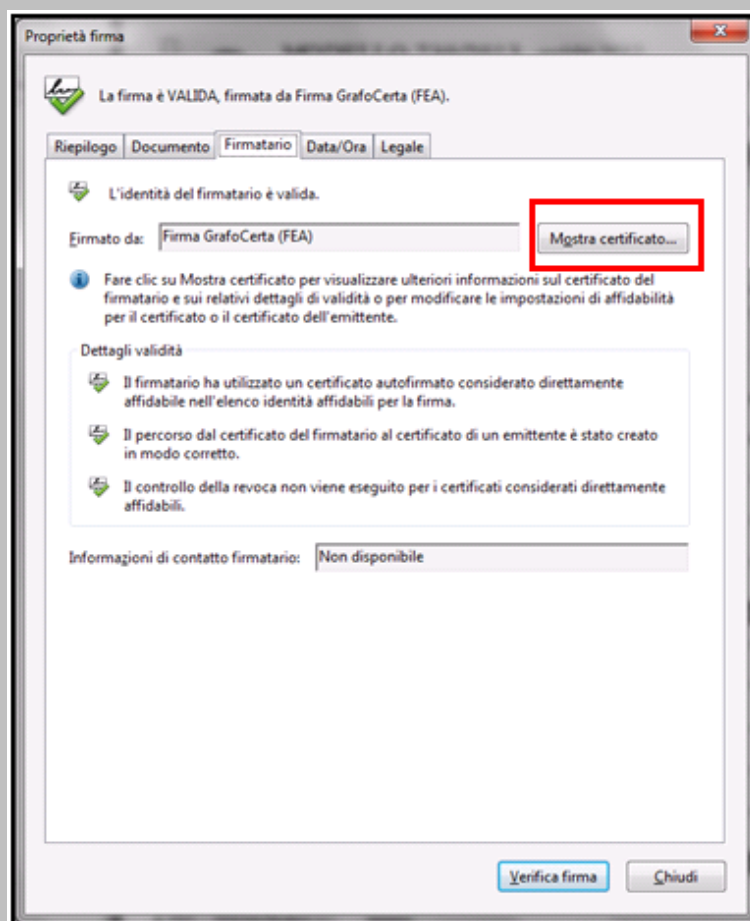 Proprietà firma
La firma è VALIDA, firmata da Firma GrafoCerta (FEA).
Riepilogo Documento Firmatario Data/Ora Legale
L'identità del firmatario è valida.
Firmato da: Firma GrafoCerta (FEA) Mostra certificato...
Fare clic su Mostra certificato per visualizzare ulteriori informazioni sul certificato del
firmatario e sui relativi dettagli di validità o per modificare le impostazioni di affidabilità
per il certificato o il certificato dell'emittente.
Dettagli validità
Il firmatario ha utilizzato un certificato autofirmato considerato direttamente
affidabile nell'elenco identità affidabili per la firma.
Il percorso dal certificato del firmatario al certificato di un emittente è stato creato
in modo corretto.
Il controllo della revoca non viene eseguito per i certificati considerati direttamente
affidabili.
Informazioni di contatto firmatario: Non disponibile
Verifica firma Chiudi